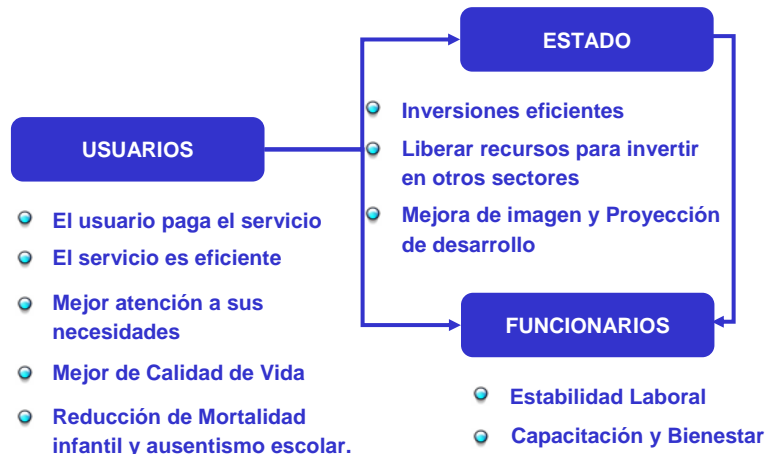 ESTADO
Inversiones eficientes
Liberar recursos para invertir
en otros sectores
Mejora de imagen y Proyección
de desarrollo
USUARIOS
El usuario paga el servicio
El servicio es eficiente
Mejor atención a sus
necesidades
Mejor de Calidad de Vida
Reducción de Mortalidad
infantil y ausentismo escolar.
FUNCIONARIOS
Estabilidad Laboral
Capacitación y Bienestar